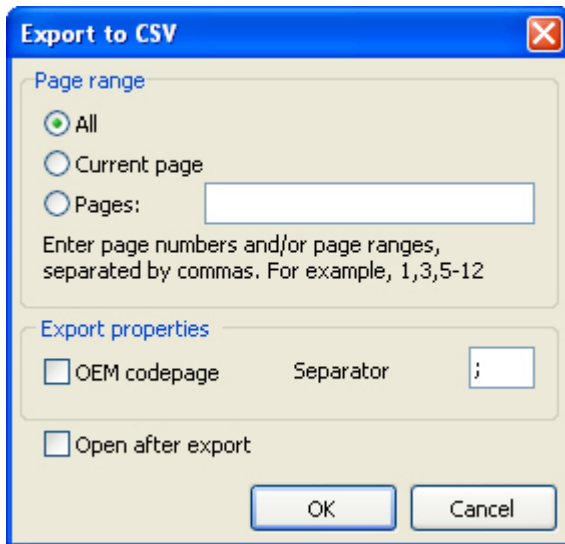 Export to CSV
Page range
All
Current page
Pages:
Enter page numbers and/or page ranges,
separated by commas. For example, 1,3,5-12
Export properties
OEM codepage Separator ;
Open after export
OK Cancel